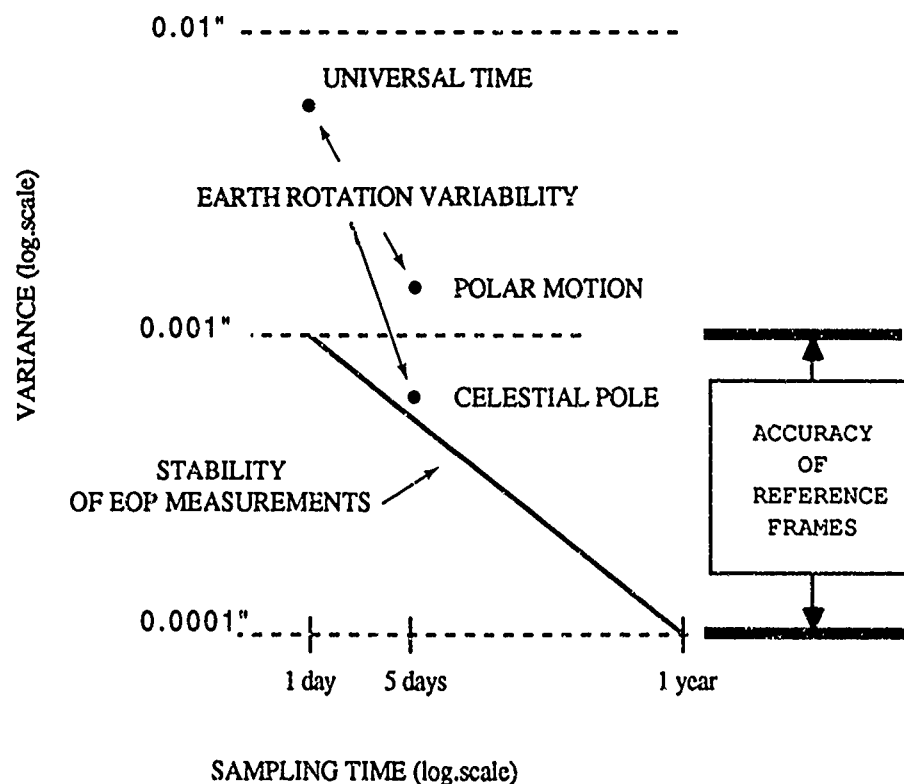 0.01"
UNIVERSAL TIME
EARTH ROTATION VARIABILITY
VARIANCE (log.scale)
POLAR MOTION
0.001"
CELESTIAL POLE
ACCURACY
OF
REFERENCE
FRAMES
STABILITY
OF EOP MEASUREMENTS
0.0001"
1 day 5 days 1 year
SAMPLING TIME (log.scale)